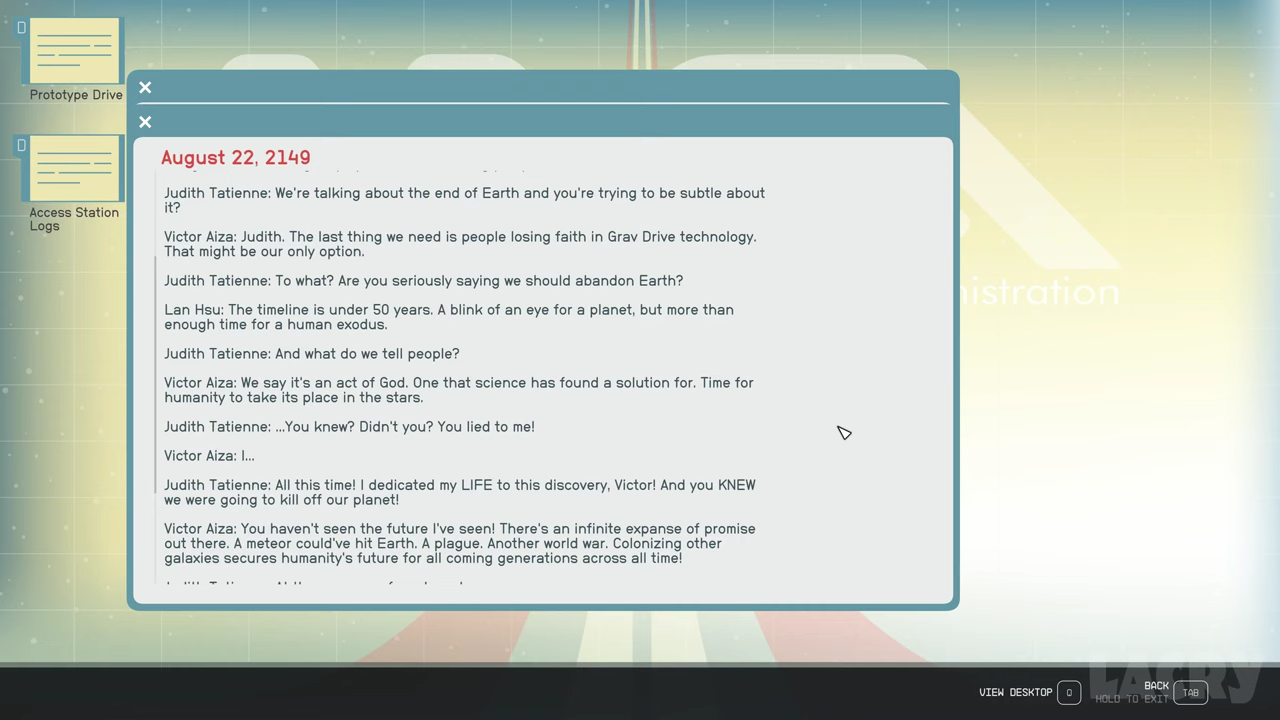 Prototype Drive
Access Station
Logs
August 22, 2149
Judith Tatienne: We're talking about the end of Earth and you're trying to be subtle about
it?
Victor Aiza: Judith. The last thing we need is people losing faith in Grav Drive technology.
That might be our only option.
Judith Tatienne: To what? Are you seriously saying we should abandon Earth?
Lan Hsu: The timeline is under 50 years. A blink of an eye for a planet, but more than
enough time for a human exodus.
Judith Tatienne: And what do we tell people?
Victor Aiza: We say it's an act of God. One that science has found a solution for. Time for
humanity to take its place in the stars.
Judith Tatienne: ...You knew? Didn't you? You lied to me!
Victor Aiza: I...
Judith Tatienne: All this time! I dedicated my LIFE to this discovery, Victor! And you KNEW
we were going to kill off our planet!
Victor Aiza: You haven't seen the future I've seen! There's an infinite expanse of promise
out there. A meteor could've hit Earth. A plague. Another world war. Colonizing other
galaxies secures humanity's future for all coming generations across all time!
nistration
VIEW DESKTOP Q
BACK
HOLD TO EXIT TAB